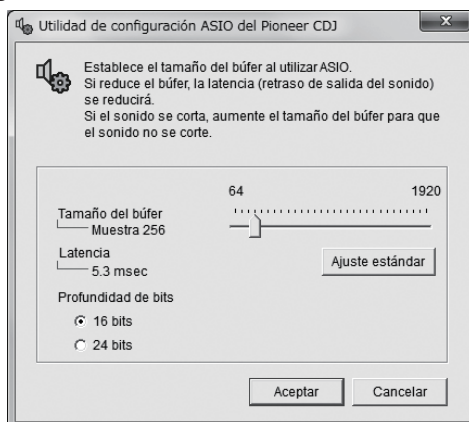 Utilidad de configuración ASIO del Pioneer CDJ
Establece el tamaño del búfer al utilizar ASIO.
Si reduce el búfer, la latencia (retraso de salida del sonido)
se reducirá.
Si el sonido se corta, aumente el tamaño del búfer para que
el sonido no se corte.
64 1920
Tamaño del búfer
Muestra 256
Latencia
5.3 msec
Ajuste estándar
Profundidad de bits
16 bits
24 bits
Aceptar Cancelar